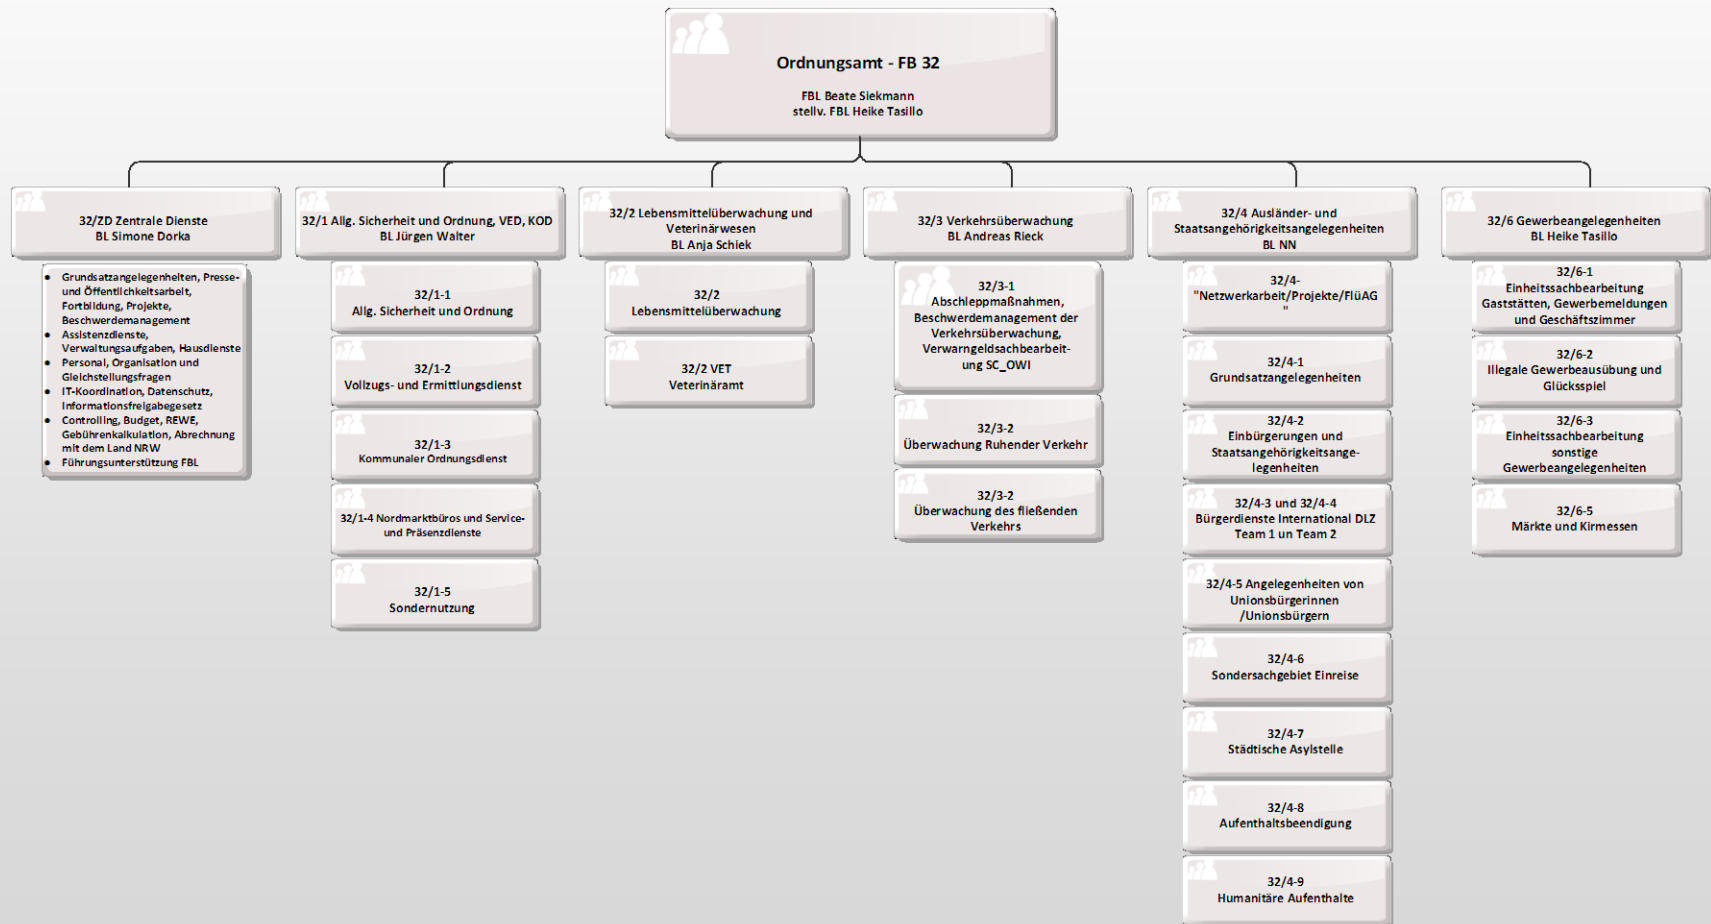 Ordnungsamt - FB 32
FBL Beate Siekmann
stellv. FBL Heike Tasillo
32/ZD Zentrale Dienste
BL Simone Dorka
• Grundsatzangelegenheiten, Presse-
und Öffentlichkeitsarbeit,
Fortbildung, Projekte,
Beschwerdemanagement
• Assistenzdienste,
Verwaltungsaufgaben, Hausdienste
• Personal, Organisation und
Gleichstellungsfragen
• IT-Koordination, Datenschutz,
Informationsfreigabegesetz
• Controlling, Budget, REWE,
Gebührenkalkulation, Abrechnung
mit dem Land NRW
• Führungsunterstützung FBL
32/1 Allg. Sicherheit und Ordnung, VED, KOD
BL Jürgen Walter
32/1-1
Allg. Sicherheit und Ordnung
32/1-2
Vollzugs- und Ermittlungsdienst
32/1-3
Kommunaler Ordnungsdienst
32/1-4 Nordmarktbüros und Service-
und Präsenzdienste
32/1-5
Sondernutzung
32/2 Lebensmittelüberwachung und
Veterinärwesen
BL Anja Schiek
32/2
Lebensmittelüberwachung
32/2 VET
Veterinäramt
32/3 Verkehrsüberwachung
BL Andreas Rieck
32/3-1
Abschleppmaßnahmen,
Beschwerdemanagement der
Verkehrsüberwachung,
Verwarngeldsachbearbeit-
ung SC_OWI
32/3-2
Überwachung Ruhender Verkehr
32/3-2
Überwachung des fließenden
Verkehrs
32/4 Ausländer- und
Staatsangehörigkeitsangelegenheiten
BL NN
32/4-
"Netzwerkarbeit/Projekte/FlüAG
"
32/4-1
Grundsatzangelegenheiten
32/4-2
Einbürgerungen und
Staatsangehörigkeitsange-
legenheiten
32/4-3 und 32/4-4
Bürgerdienste International DLZ
Team 1 un Team 2
32/4-5 Angelegenheiten von
Unionsbürgerinnen
/Unionsbürgern
32/4-6
Sondersachgebiet Einreise
32/4-7
Städtische Asylstelle
32/4-8
Aufenthaltsbeendigung
32/4-9
Humanitäre Aufenthalte
32/6 Gewerbeangelegenheiten
BL Heike Tasillo
32/6-1
Einheitssachbearbeitung
Gaststätten, Gewerbemeldungen
und Geschäftszimmer
32/6-2
Illegale Gewerbeausübung und
Glücksspiel
32/6-3
Einheitssachbearbeitung
sonstige
Gewerbeangelegenheiten
32/6-5
Märkte und Kirmessen